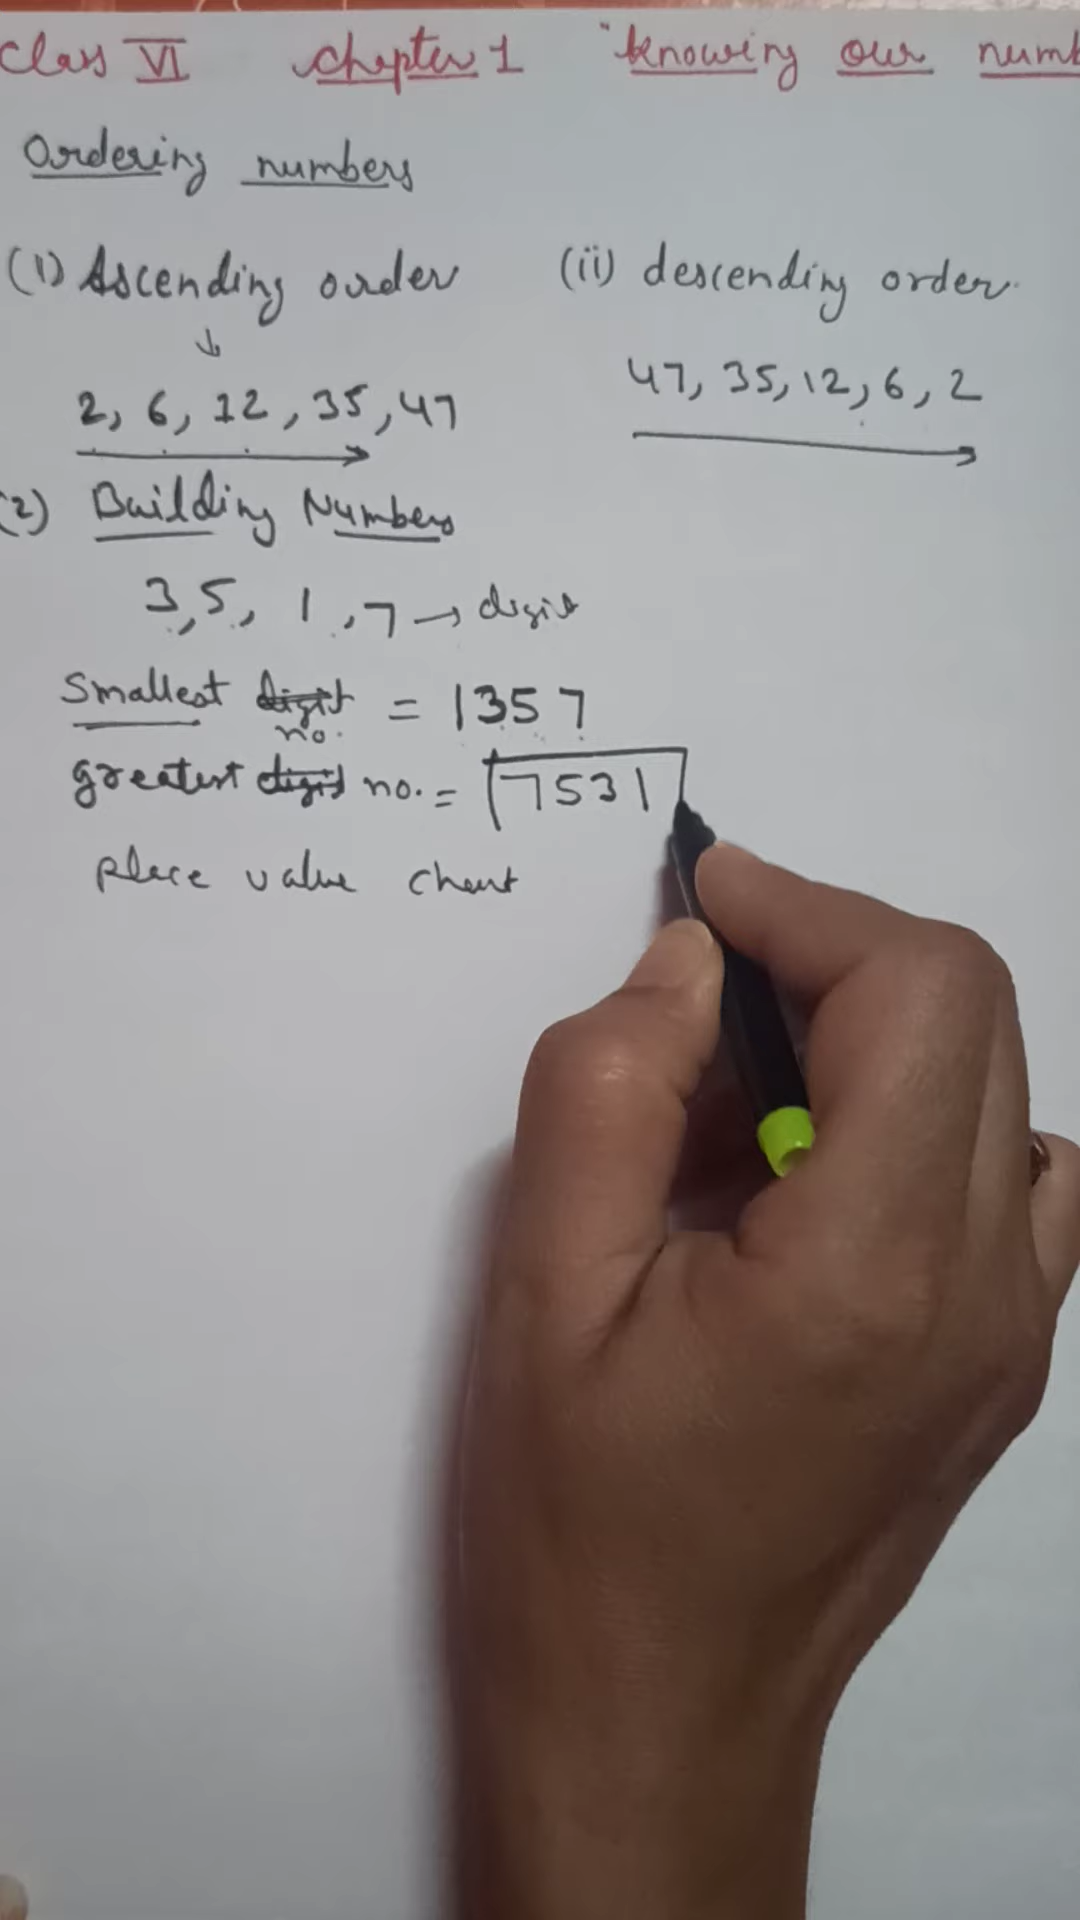 Class VI Chapter 1 "Knowing our numb
Ordering numbers
(1) Ascending order (ii) descending order.
↓
2, 6, 12, 35, 47 47, 35, 12, 6, 2
(2) Building Numbers
3, 5, 1, 7 → digit
Smallest digit no. = 1357
greatest digit no. = 7531
Place value chart